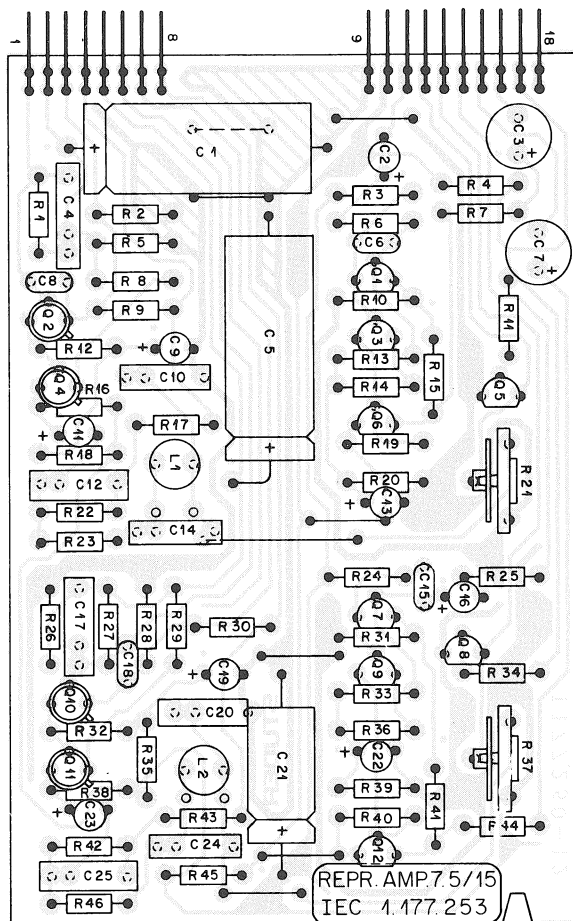 1 8 9 18
C1
C2
C3
R1
C4
R3
R4
R2
R6
R7
R5
C6
C7
C8
R8
Q1
R9
R10
R11
Q2
C5
Q3
R12
C9
R13
R15
C10
R14
Q4
R16
Q5
C11
R17
Q6
R18
R19
L1
C12
R20
R21
R22
C13
C14
R23
R24
C15
C16
R25
R26
C17
R27
R28
R29
Q7
R30
R31
C18
Q8
C19
Q9
R34
Q10
R33
C20
R32
R36
R35
C21
C22
R37
Q11
L2
R38
R39
R41
C23
R43
R40
R44
R42
C24
Q12
C25
R45
R46
REPR. AMP. 7.5/15
IEC 1.177.253